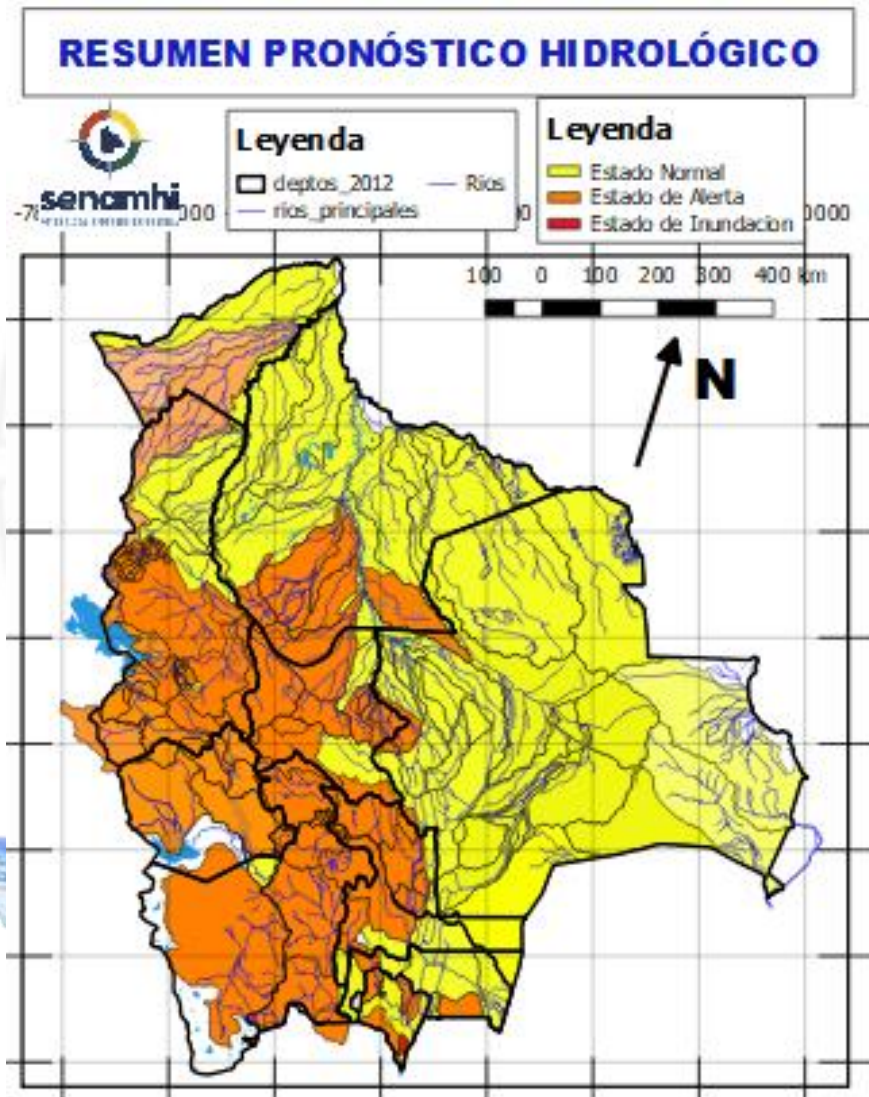 RESUMEN PRONÓSTICO HIDROLÓGICO
senamhi
Leyenda
deptos_2012
Rios
rios_principales
Leyenda
Estado Normal
Estado de Alerta
Estado de Inundacion
100 0 100 200 300 400 km
N